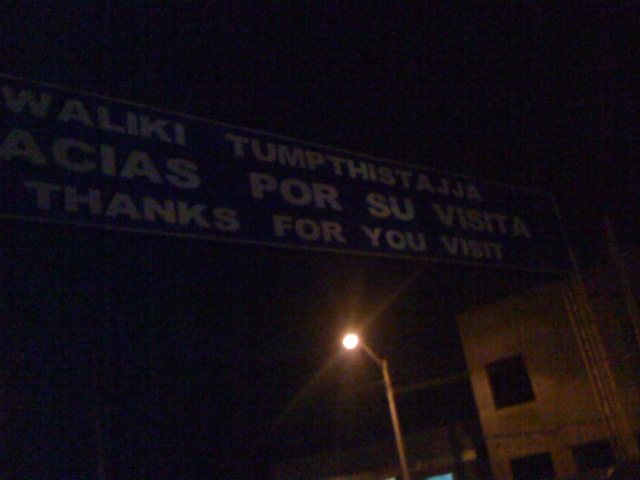 WALIKI TUMPTHISTAJJA
ACIAS POR SU VISITA
THANKS FOR YOU VISIT